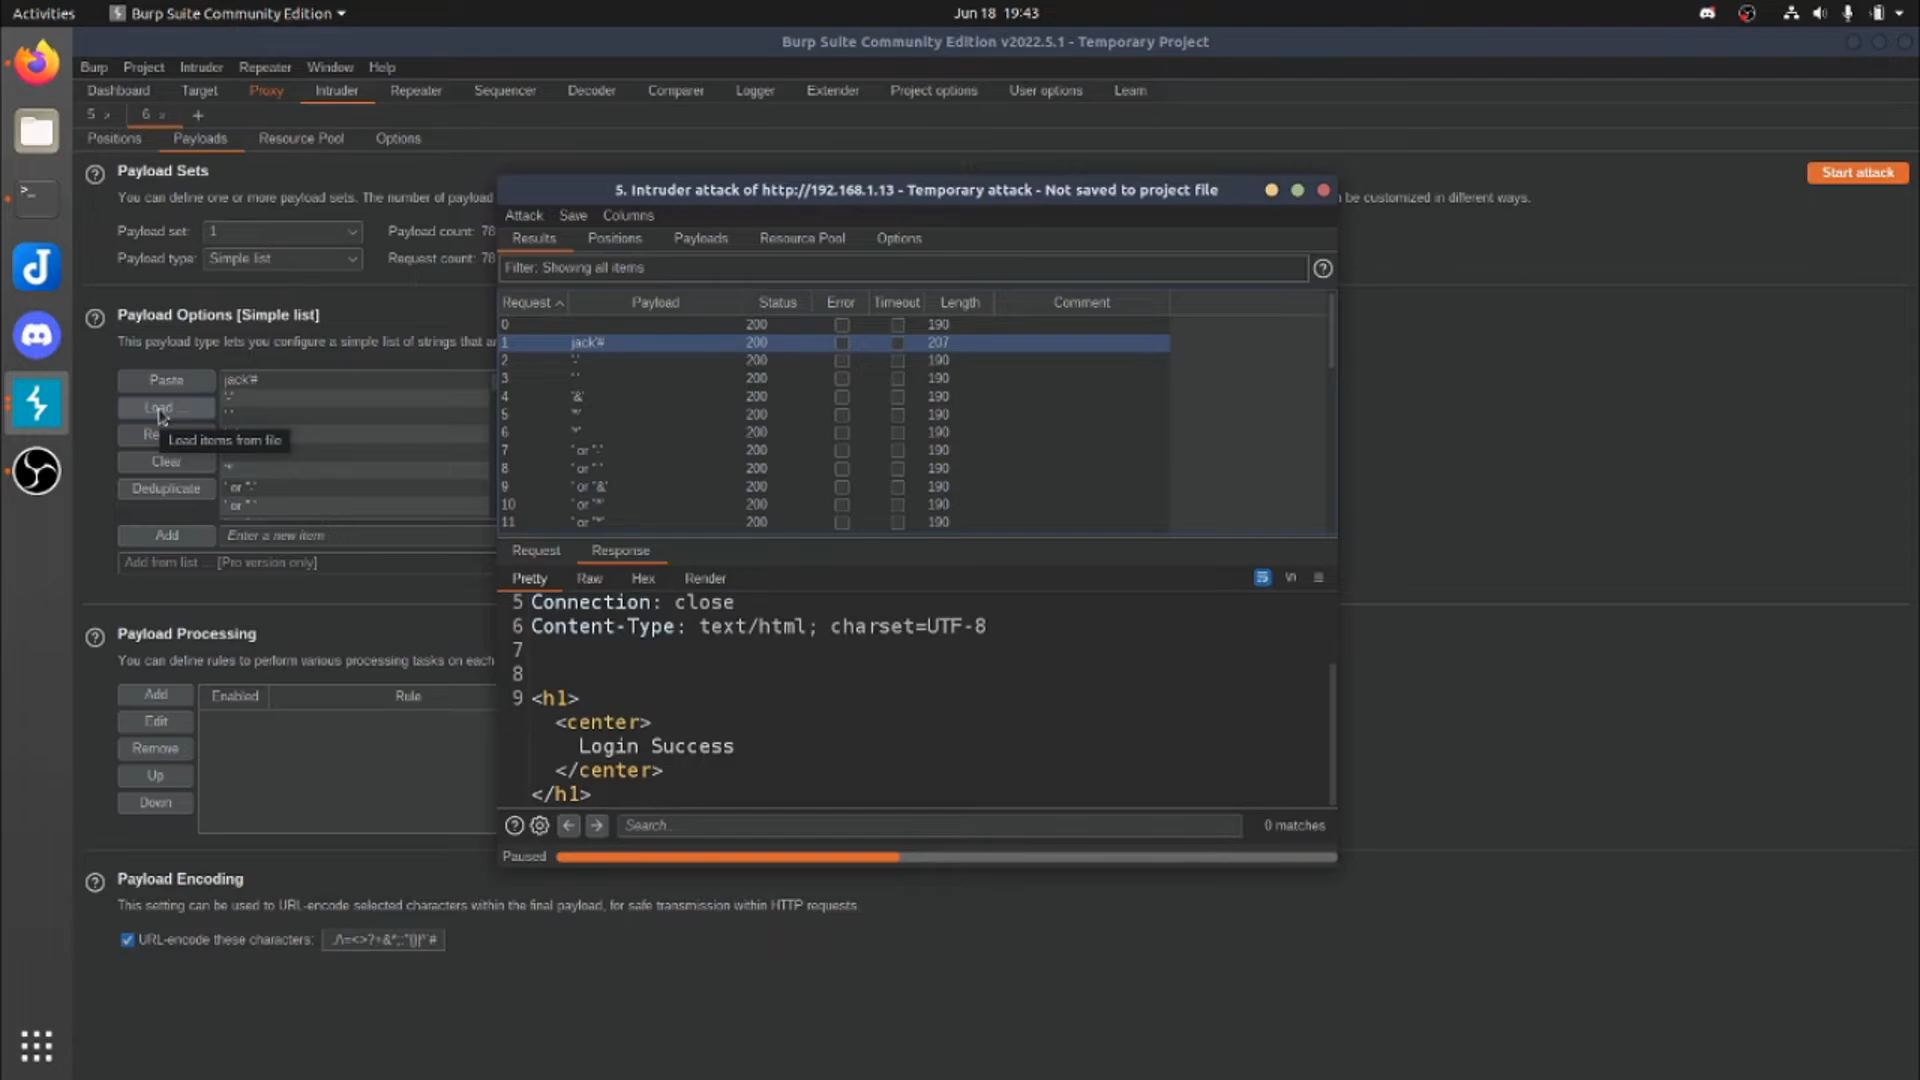 Activities Burp Suite Community Edition Jun 18 19:43
Burp Suite Community Edition v2022.5.1 - Temporary Project
Burp Project Intruder Repeater Window Help
Dashboard Target Proxy Intruder Repeater Sequencer Decoder Comparer Logger Extender Project options User options Learn
5 × 6 × +
Positions Payloads Resource Pool Options
Payload Sets
Start attack
You can define one or more payload sets. The number of payload
n be customized in different ways.
Payload set: 1 Payload count: 78
Payload type: Simple list Request count: 78
Payload Options [Simple list]
This payload type lets you configure a simple list of strings that
Paste jack'#
Load ...
Load items from file
Clear
Deduplicate
Add Enter a new item
Add from list ... [Pro version only]
Payload Processing
You can define rules to perform various processing tasks on each
Add Enabled Rule
Edit
Remove
Up
Down
Payload Encoding
This setting can be used to URL-encode selected characters within the final payload, for safe transmission within HTTP requests.
URL-encode these characters:
5. Intruder attack of http://192.168.1.13 - Temporary attack - Not saved to project file
Attack Save Columns
Results Positions Payloads Resource Pool Options
Filter: Showing all items
Request Payload Status Error Timeout Length Comment
0 200 190
1 jack'# 200 207
2 200 190
3 ' ' 200 190
4 '&' 200 190
5 200 190
6 200 190
7 200 190
8 200 190
9 200 190
10 200 190
11 200 190
Request Response
Pretty Raw Hex Render
\n
5 Connection: close
6 Content-Type: text/html; charset=UTF-8
7
8
9 <h1>
<center>
Login Success
</center>
</h1>
Search... 0 matches
Paused